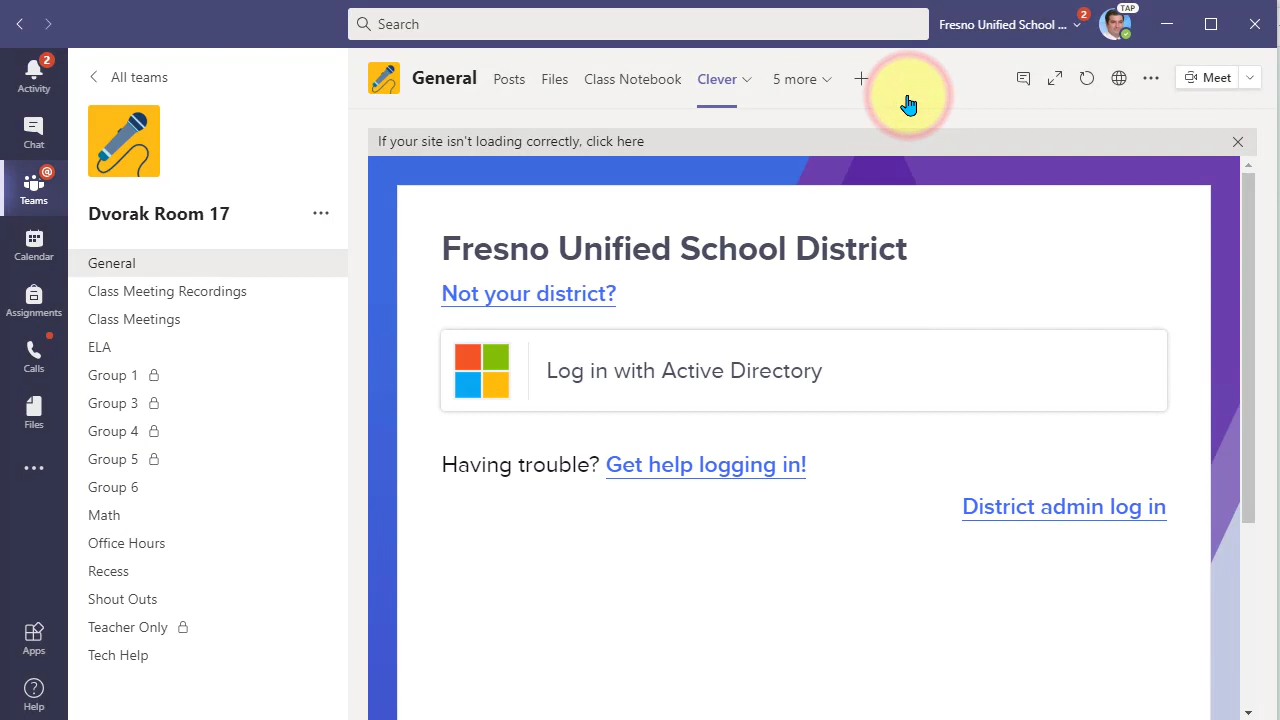 Search
Fresno Unified School ...
2
TAP
2
Activity
Chat
@
Teams
Calendar
Assignments
Calls
Files
Apps
Help
All teams
Dvorak Room 17
General
Class Meeting Recordings
Class Meetings
ELA
Group 1
Group 3
Group 4
Group 5
Group 6
Math
Office Hours
Recess
Shout Outs
Teacher Only
Tech Help
General
Posts
Files
Class Notebook
Clever
5 more
Meet
If your site isn't loading correctly, click here
Fresno Unified School District
Not your district?
Log in with Active Directory
Having trouble? Get help logging in!
District admin log in